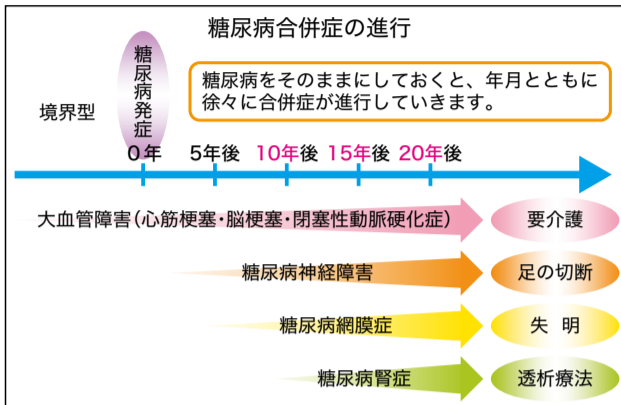 糖尿病合併症の進行
糖尿病発症
糖尿病をそのままにしておくと、年月とともに
徐々に合併症が進行していきます。
境界型
0年 5年後 10年後 15年後 20年後
大血管障害(心筋梗塞・脳梗塞・閉塞性動脈硬化症) 要介護
糖尿病神経障害 足の切断
糖尿病網膜症 失明
糖尿病腎症 透析療法